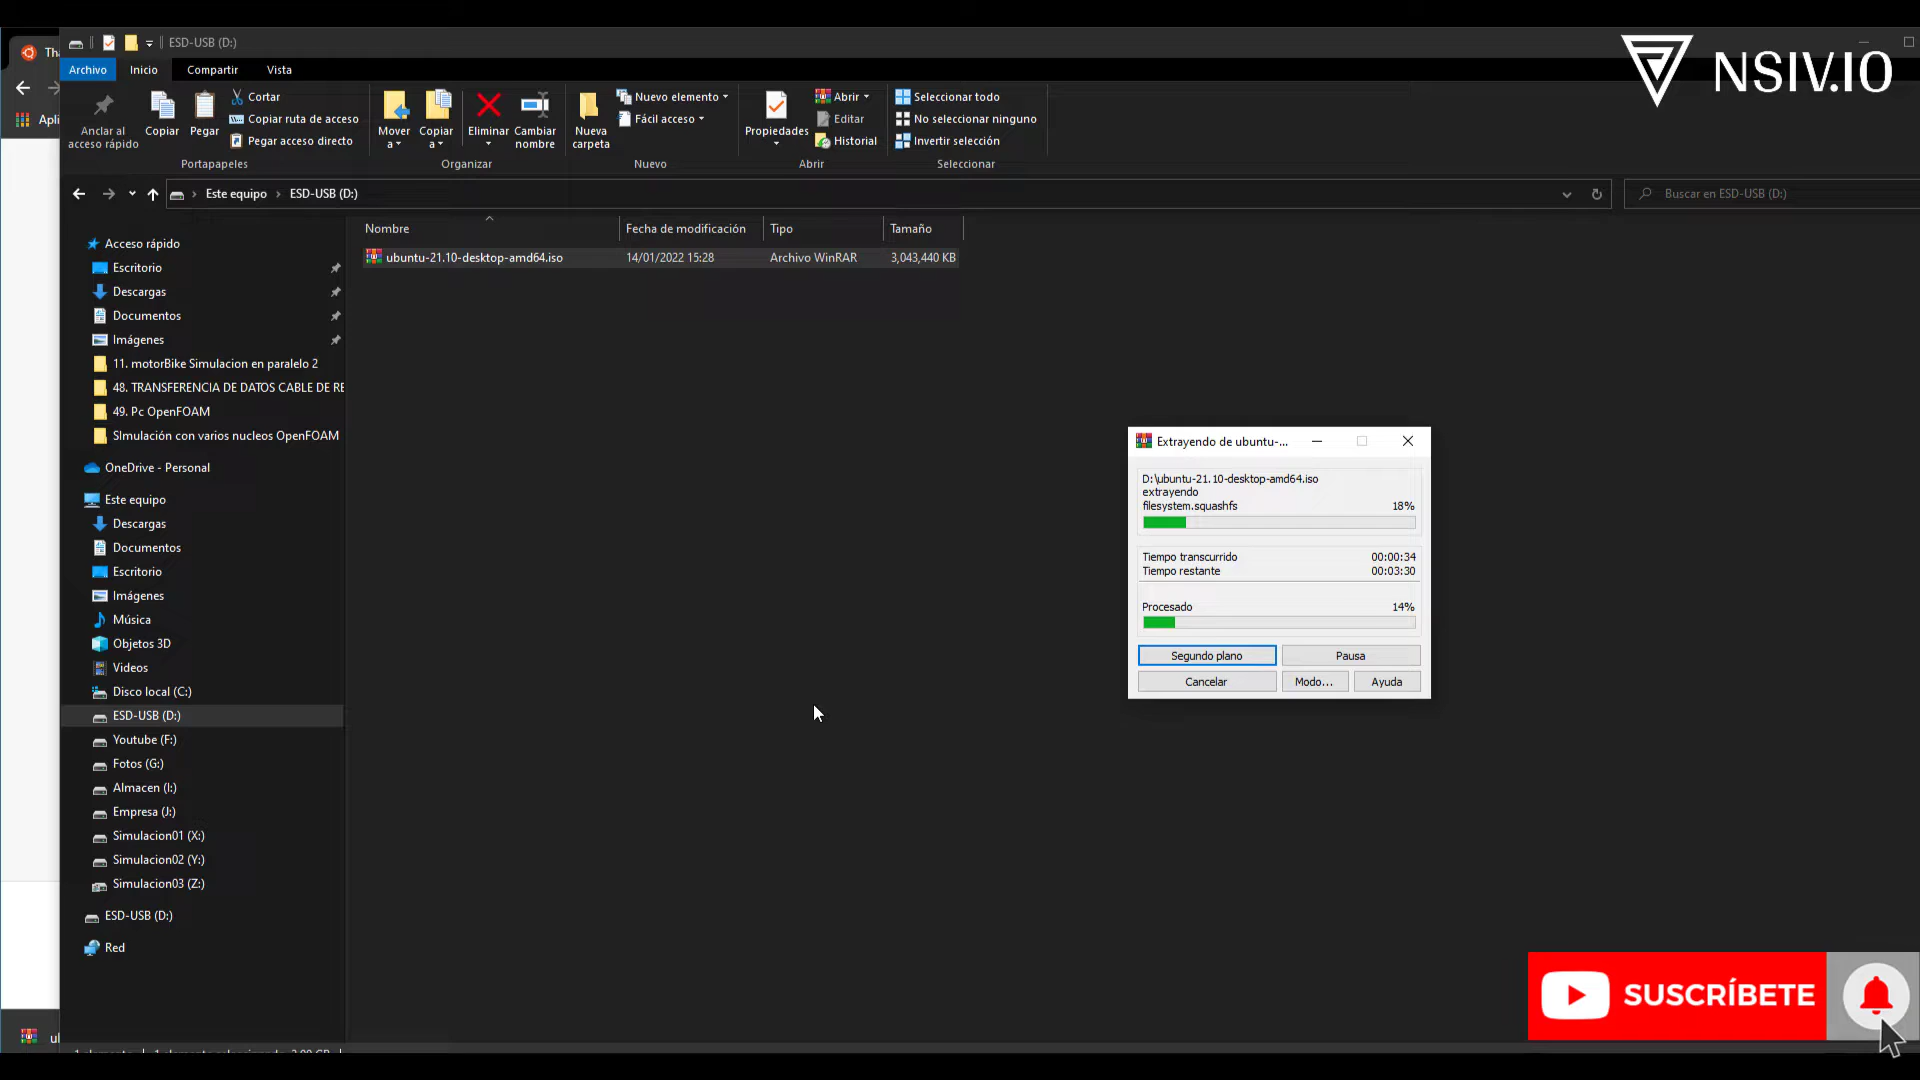 ESD-USB (D:)
Archivo Inicio Compartir Vista
NSIV.IO
Anclar al acceso rápido
Copiar
Pegar
Cortar
Copiar ruta de acceso
Pegar acceso directo
Portapapeles
Mover a
Copiar a
Eliminar
Cambiar nombre
Organizar
Nueva carpeta
Nuevo elemento
Fácil acceso
Nuevo
Propiedades
Abrir
Editar
Historial
Abrir
Seleccionar todo
No seleccionar ninguno
Invertir selección
Seleccionar
Este equipo › ESD-USB (D:)
Buscar en ESD-USB (D:)
Nombre Fecha de modificación Tipo Tamaño
ubuntu-21.10-desktop-amd64.iso 14/01/2022 15:28 Archivo WinRAR 3,043,440 KB
Acceso rápido
Escritorio
Descargas
Documentos
Imágenes
11. motorBike Simulacion en paralelo 2
48. TRANSFERENCIA DE DATOS CABLE DE RE
49. Pc OpenFOAM
SImulación con varios nucleos OpenFOAM
OneDrive - Personal
Este equipo
Descargas
Documentos
Escritorio
Imágenes
Música
Objetos 3D
Videos
Disco local (C:)
ESD-USB (D:)
Youtube (F:)
Fotos (G:)
Almacen (I:)
Empresa (J:)
Simulacion01 (X:)
Simulacion02 (Y:)
Simulacion03 (Z:)
ESD-USB (D:)
Red
Extrayendo de ubuntu-...
D:\ubuntu-21.10-desktop-amd64.iso
extrayendo
filesystem.squashfs 18%
Tiempo transcurrido 00:00:34
Tiempo restante 00:03:30
Procesado 14%
Segundo plano Pausa
Cancelar Modo... Ayuda
SUSCRÍBETE